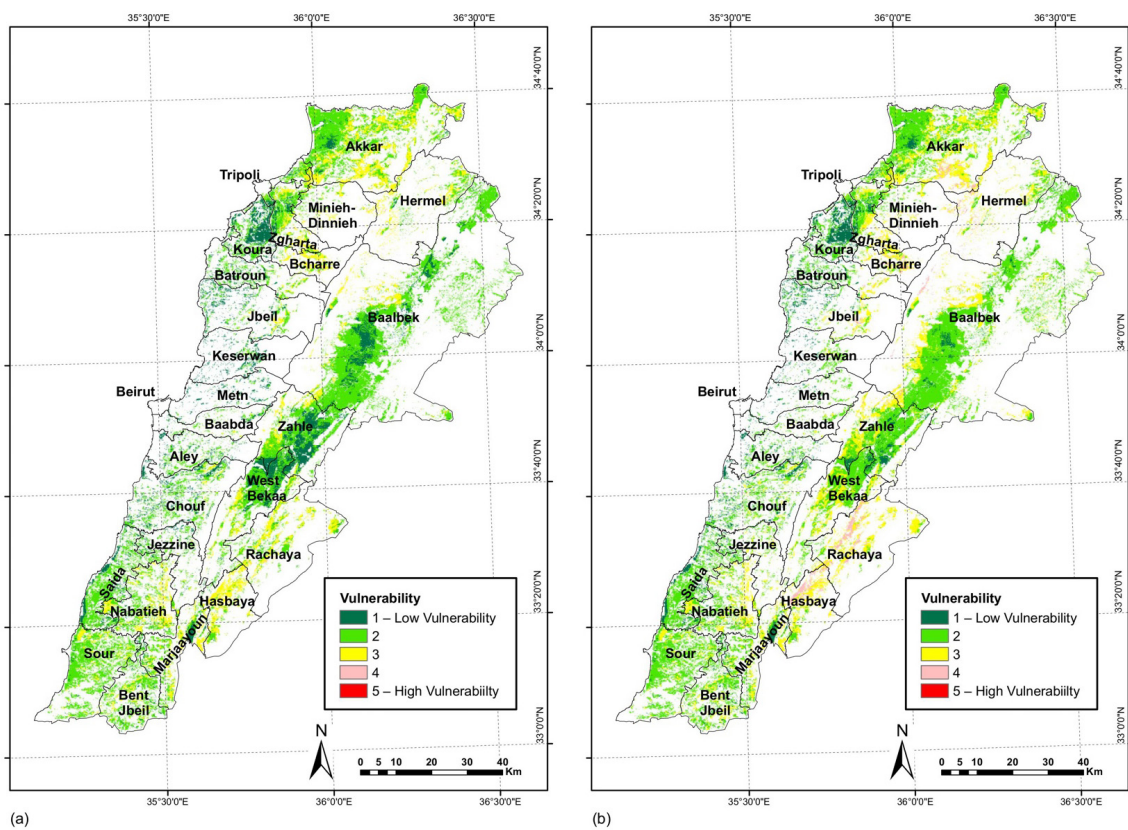 35°30'0"E 36°0'0"E 36°30'0"E
34°40'0"N
34°20'0"N
34°0'0"N
33°40'0"N
33°20'0"N
33°0'0"N
Akkar
Tripoli
Hermel
Minieh-
Dinnieh
Zgharta
Koura
Bcharre
Batroun
Jbeil
Baalbek
Keserwan
Beirut
Metn
Baabda
Zahle
Aley
West
Bekaa
Chouf
Jezzine
Rachaya
Saida
Hasbaya
Nabatieh
Marjaayoun
Sour
Bent
Jbeil
Vulnerability
1 – Low Vulnerability
2
3
4
5 – High Vulnerabiilty
N
0 5 10 20 30 40
Km
35°30'0"E 36°0'0"E 36°30'0"E
(a)
35°30'0"E 36°0'0"E 36°30'0"E
34°40'0"N
34°20'0"N
34°0'0"N
33°40'0"N
33°20'0"N
33°0'0"N
Akkar
Tripoli
Hermel
Minieh-
Dinnieh
Zgharta
Koura
Bcharre
Batroun
Jbeil
Baalbek
Keserwan
Beirut
Metn
Baabda
Zahle
Aley
West
Bekaa
Chouf
Jezzine
Rachaya
Saida
Hasbaya
Nabatieh
Marjaayoun
Sour
Bent
Jbeil
Vulnerability
1 – Low Vulnerability
2
3
4
5 – High Vulnerabiilty
N
0 5 10 20 30 40
Km
35°30'0"E 36°0'0"E 36°30'0"E
(b)